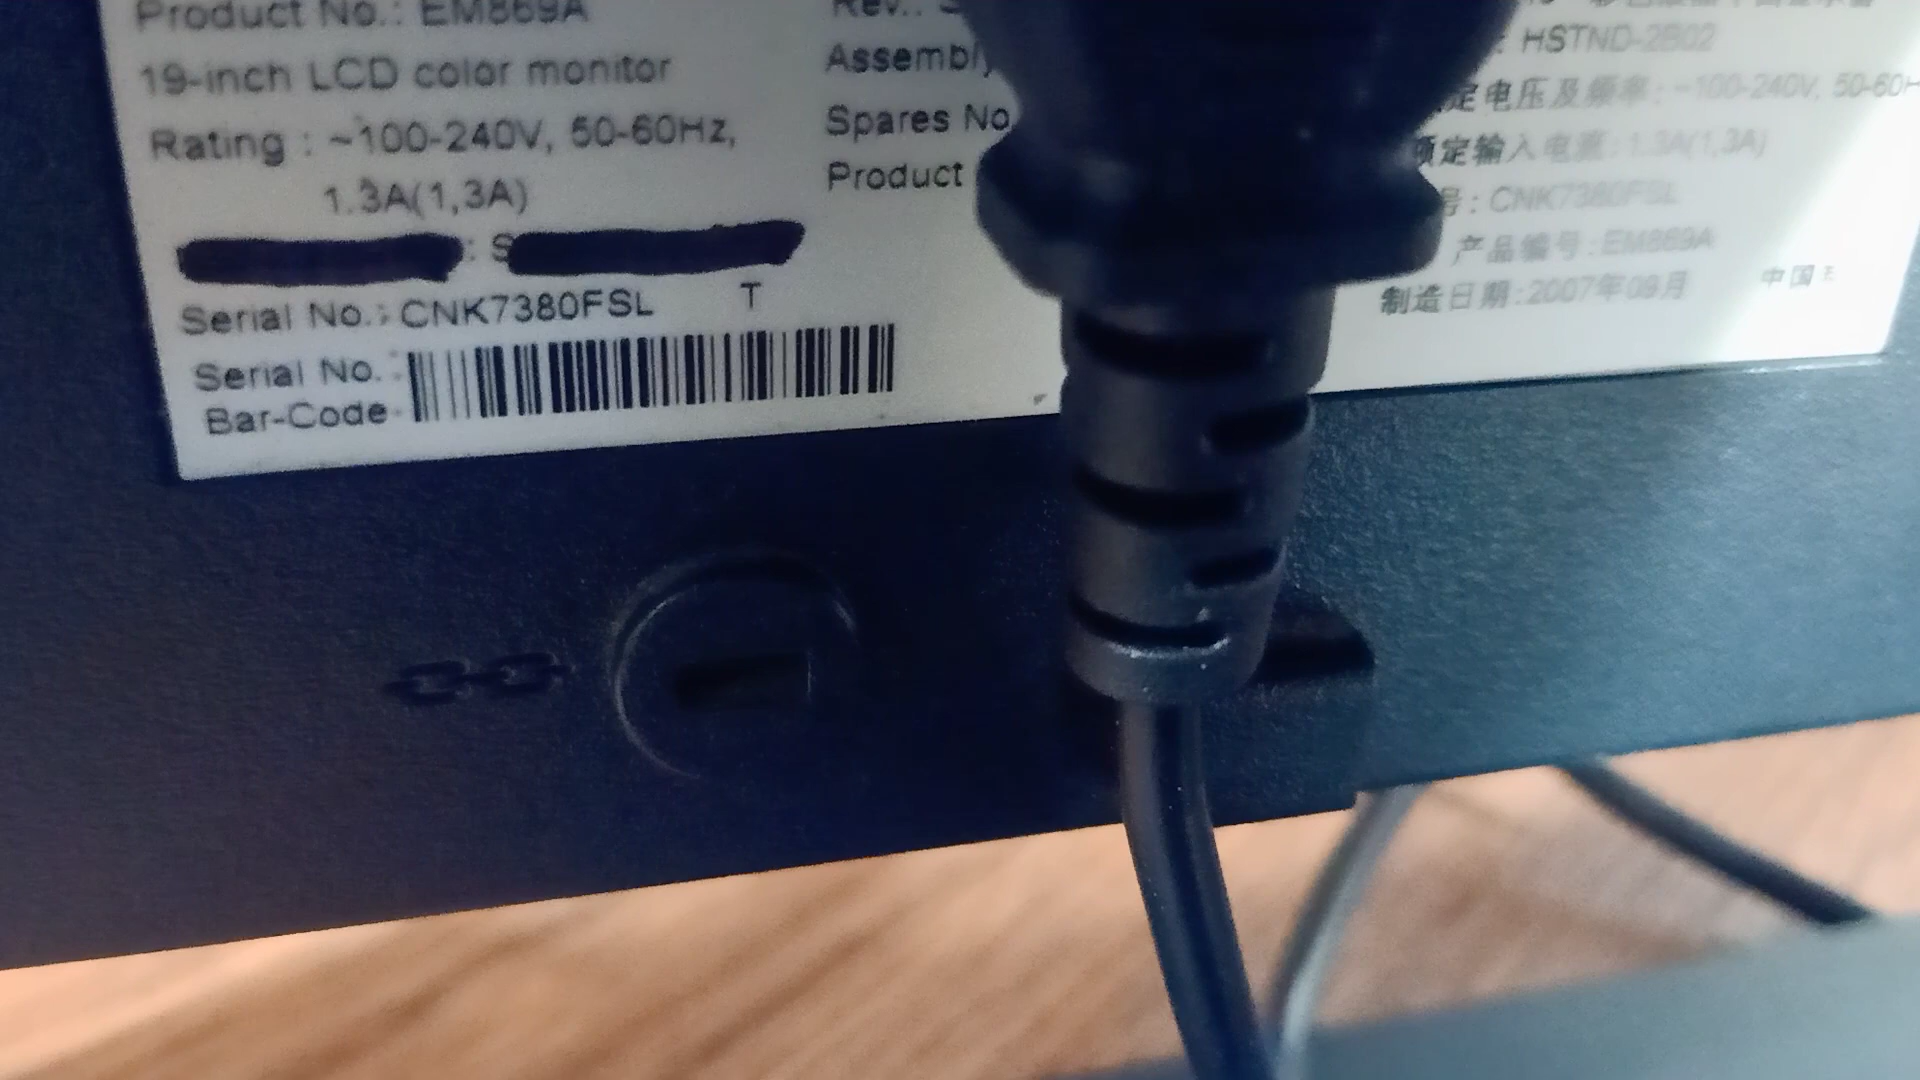 Product No.: EM869A
19-inch LCD color monitor
Rating : ~100-240V, 50-60Hz,
1.3A(1,3A)
: S
Serial No.: CNK7380FSL T
Serial No. :
Bar-Code
Rev.:
Assembly
Spares No.
Product
: HSTND-2B02
定电压及频率: ~100-240V, 50-60H
额定输入电流: 1.3A(1,3A)
号: CNK7380FSL
产品编号: EM869A
制造日期: 2007年09月 中国